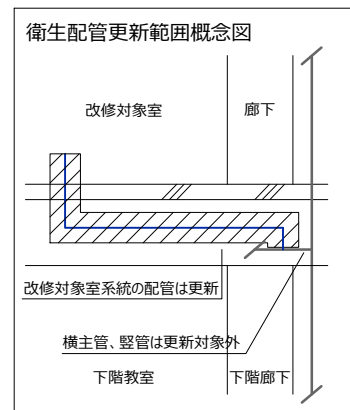 衛生配管更新範囲概念図
改修対象室
廊下
改修対象室系統の配管は更新
横主管、竪管は更新対象外
下階教室
下階廊下